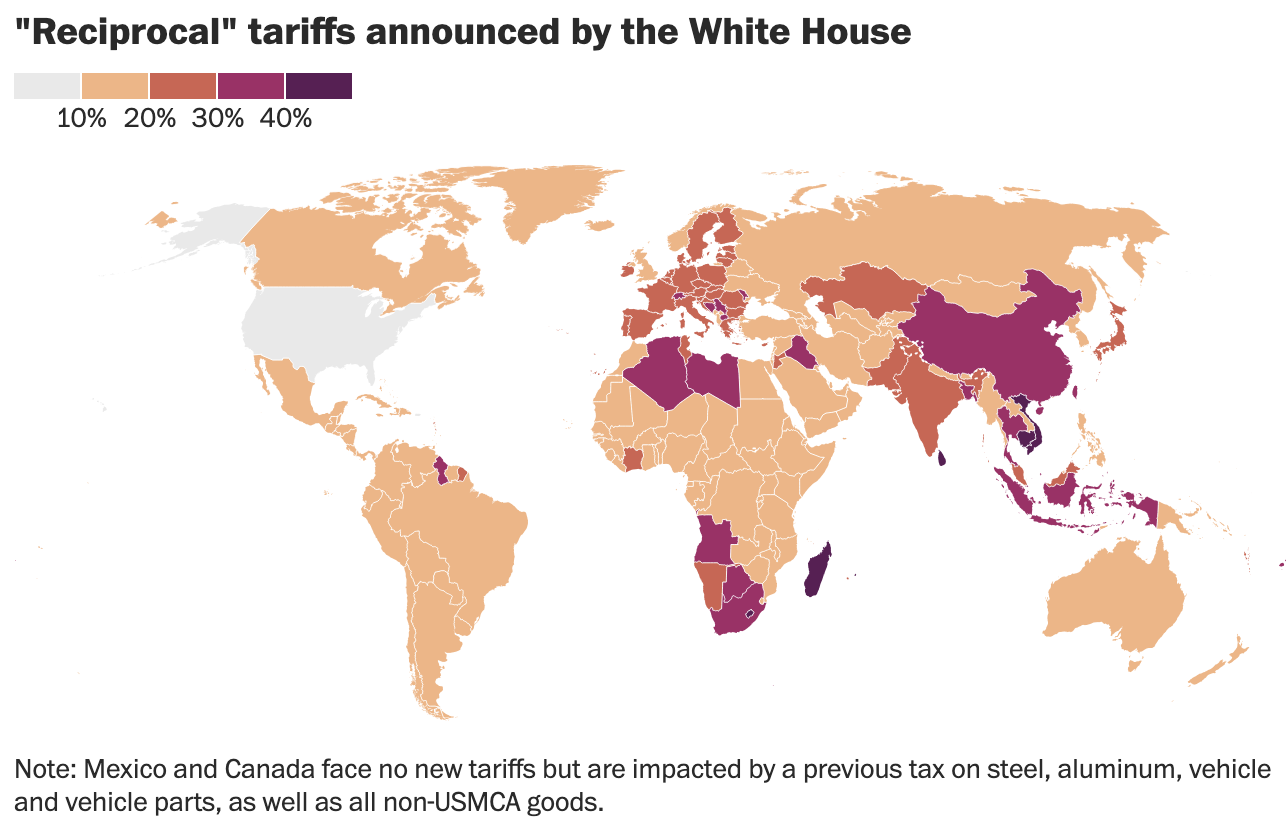 "Reciprocal" tariffs announced by the White House
10% 20% 30% 40%
Note: Mexico and Canada face no new tariffs but are impacted by a previous tax on steel, aluminum, vehicle
and vehicle parts, as well as all non-USMCA goods.